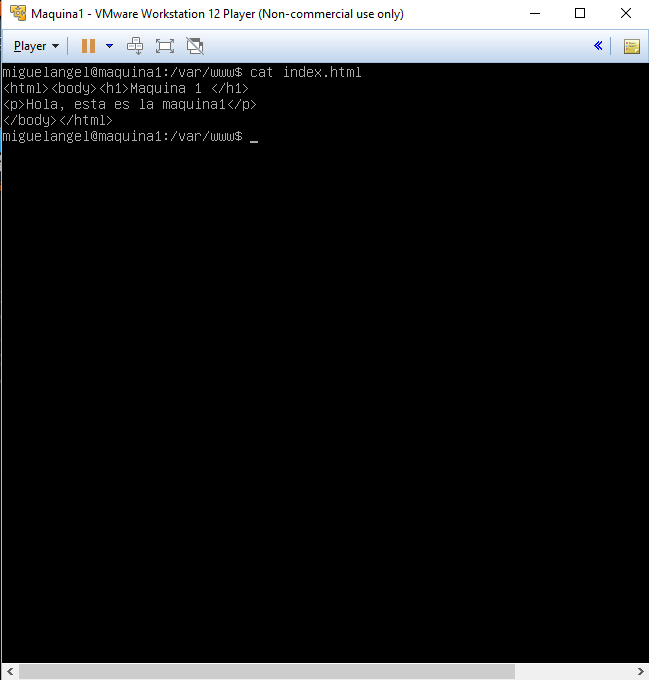 Maquina1 - VMware Workstation 12 Player (Non-commercial use only)
Player
miguelangel@maquina1:/var/www$ cat index.html
<html><body><h1>Maquina 1 </h1>
<p>Hola, esta es la maquina1</p>
</body></html>
miguelangel@maquina1:/var/www$ _